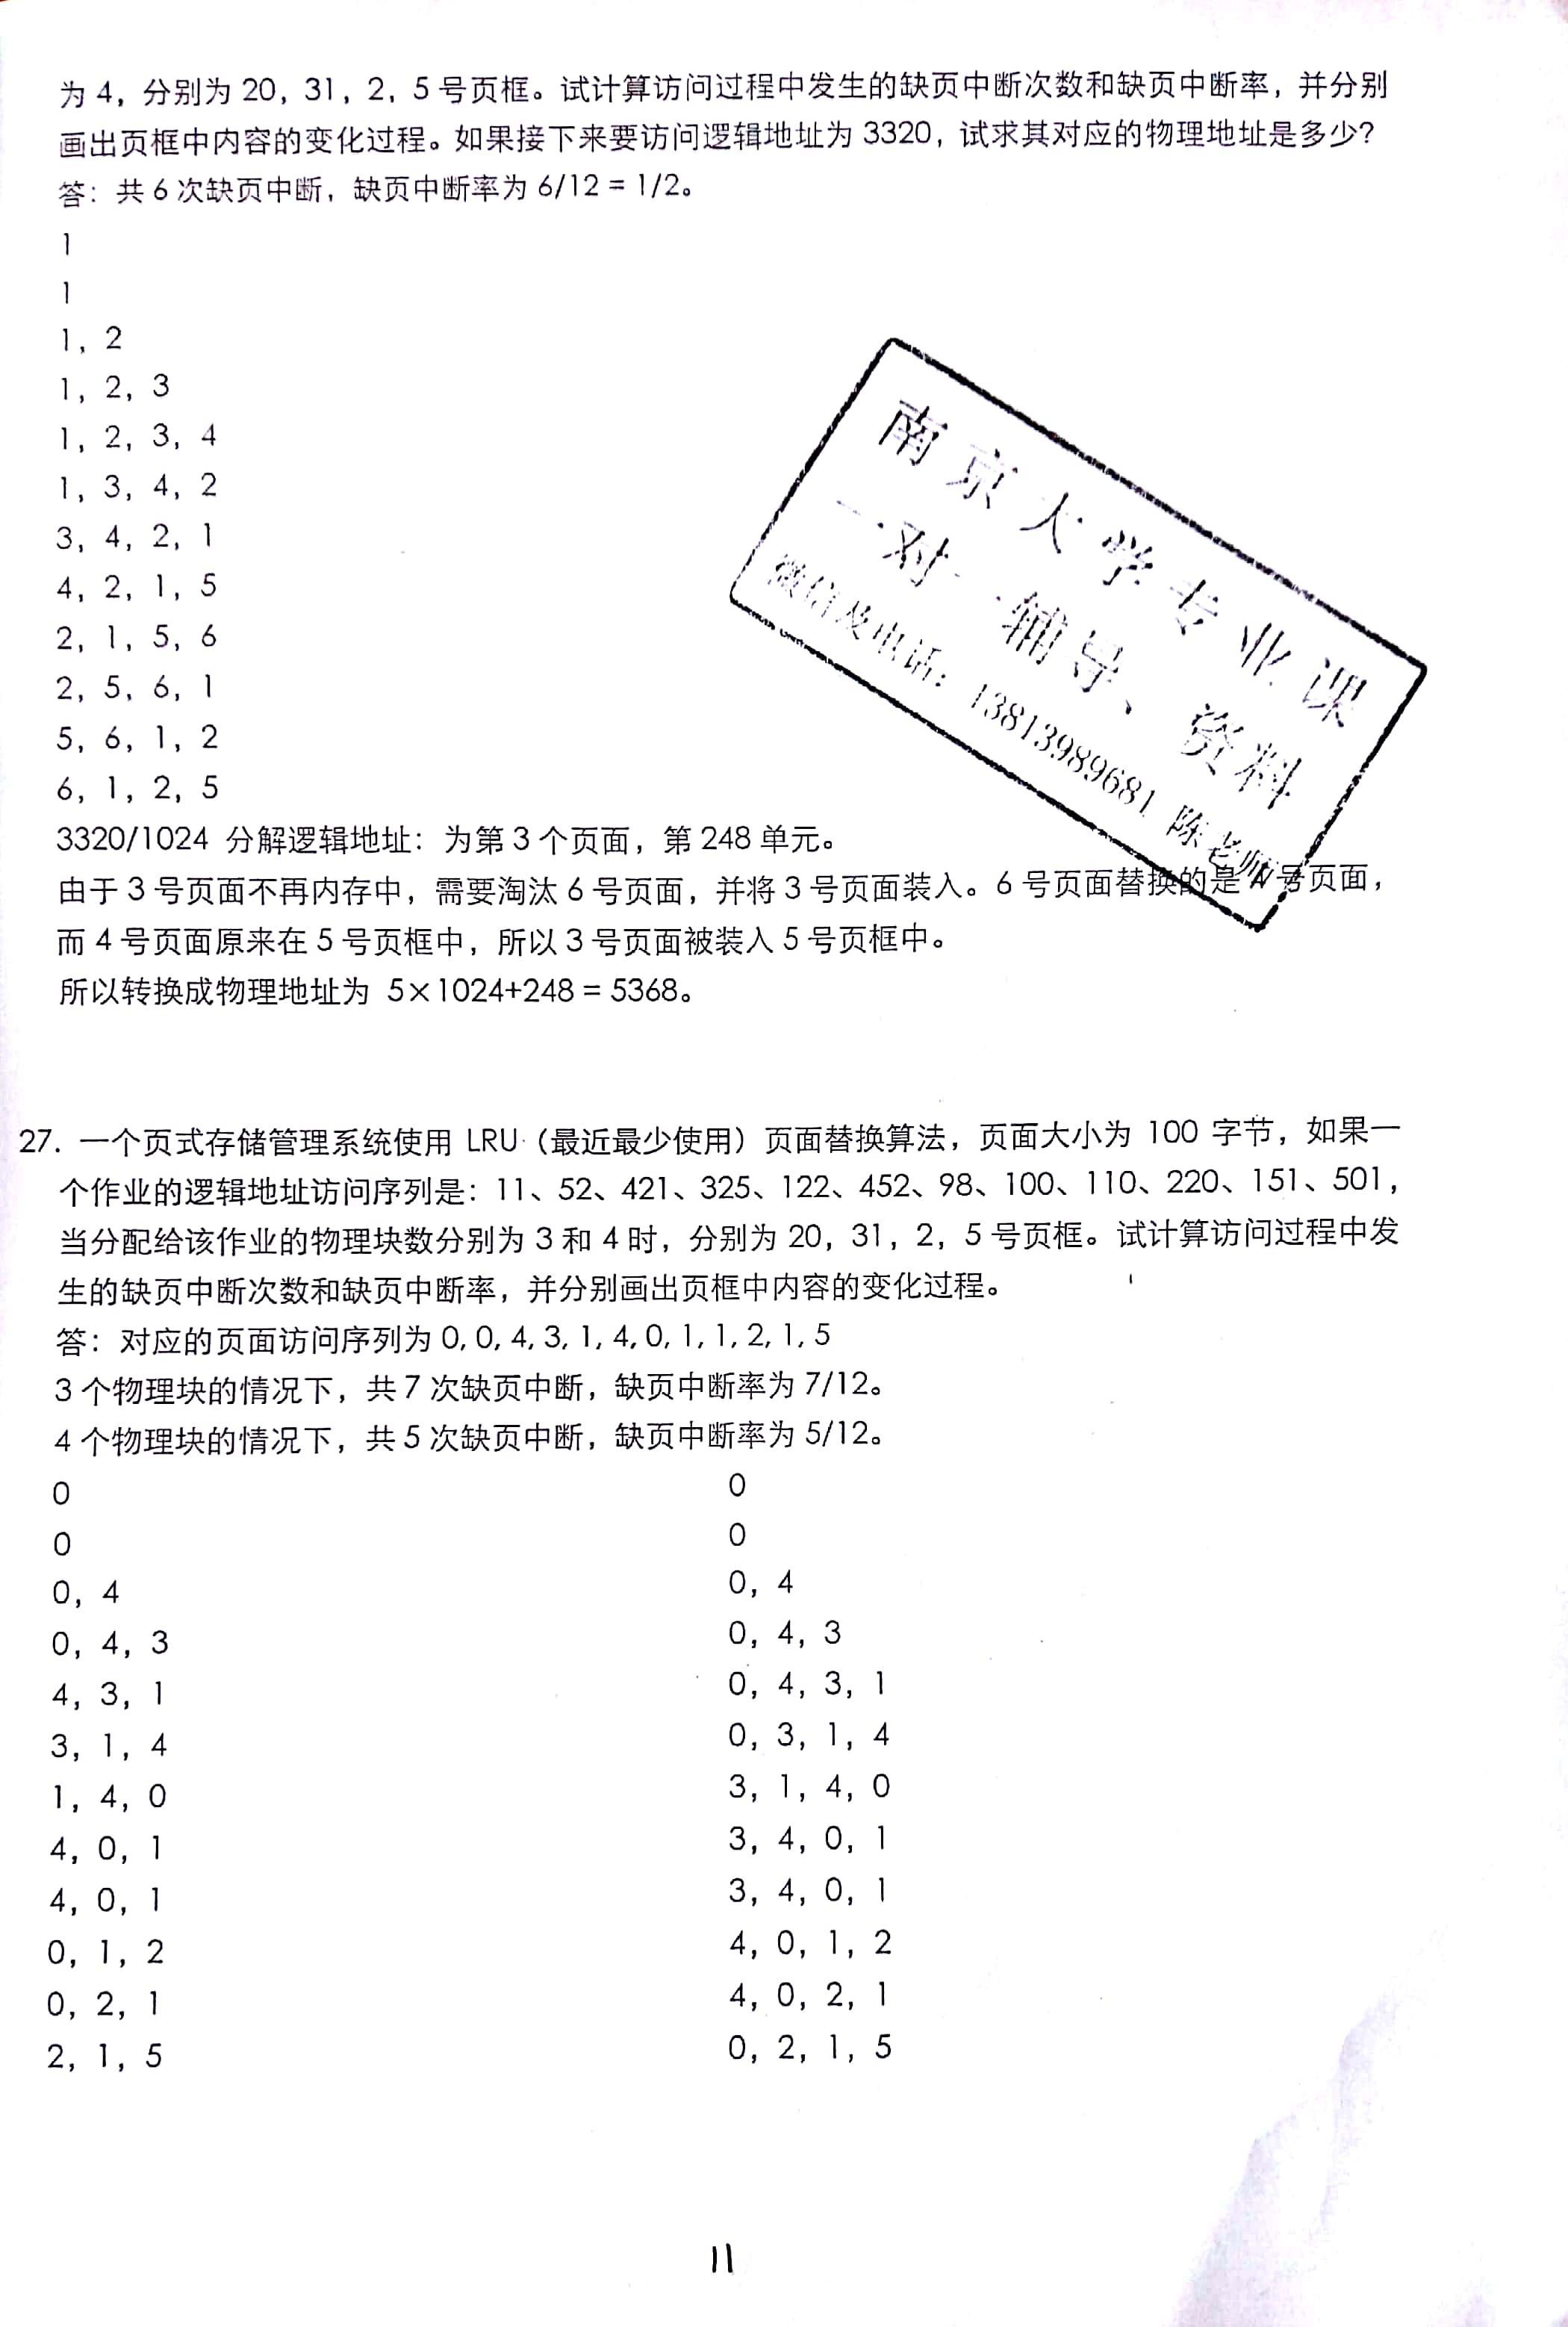 为 4，分别为 20，31，2，5 号页框。试计算访问过程中发生的缺页中断次数和缺页中断率，并分别
画出页框中内容的变化过程。如果接下来要访问逻辑地址为 3320，试求其对应的物理地址是多少？
答：共 6 次缺页中断，缺页中断率为 6/12 = 1/2。
1
1
1，2
1，2，3
1，2，3，4
1，3，4，2
3，4，2，1
4，2，1，5
2，1，5，6
2，5，6，1
5，6，1，2
6，1，2，5
南京大学专业课
一对一辅导、资料
微信及电话：13813989681 陈老师
3320/1024 分解逻辑地址：为第 3 个页面，第 248 单元。
由于 3 号页面不再内存中，需要淘汰 6 号页面，并将 3 号页面装入。6 号页面替换的是 4 号页面，
而 4 号页面原来在 5 号页框中，所以 3 号页面被装入 5 号页框中。
所以转换成物理地址为 5×1024+248 = 5368。
27. 一个页式存储管理系统使用 LRU（最近最少使用）页面替换算法，页面大小为 100 字节，如果一
个作业的逻辑地址访问序列是：11、52、421、325、122、452、98、100、110、220、151、501，
当分配给该作业的物理块数分别为 3 和 4 时，分别为 20，31，2，5 号页框。试计算访问过程中发
生的缺页中断次数和缺页中断率，并分别画出页框中内容的变化过程。
答：对应的页面访问序列为 0, 0, 4, 3, 1, 4, 0, 1, 1, 2, 1, 5
3 个物理块的情况下，共 7 次缺页中断，缺页中断率为 7/12。
4 个物理块的情况下，共 5 次缺页中断，缺页中断率为 5/12。
0
0
0，4
0，4，3
4，3，1
3，1，4
1，4，0
4，0，1
4，0，1
0，1，2
0，2，1
2，1，5
0
0
0，4
0，4，3
0，4，3，1
0，3，1，4
3，1，4，0
3，4，0，1
3，4，0，1
4，0，1，2
4，0，2，1
0，2，1，5
11